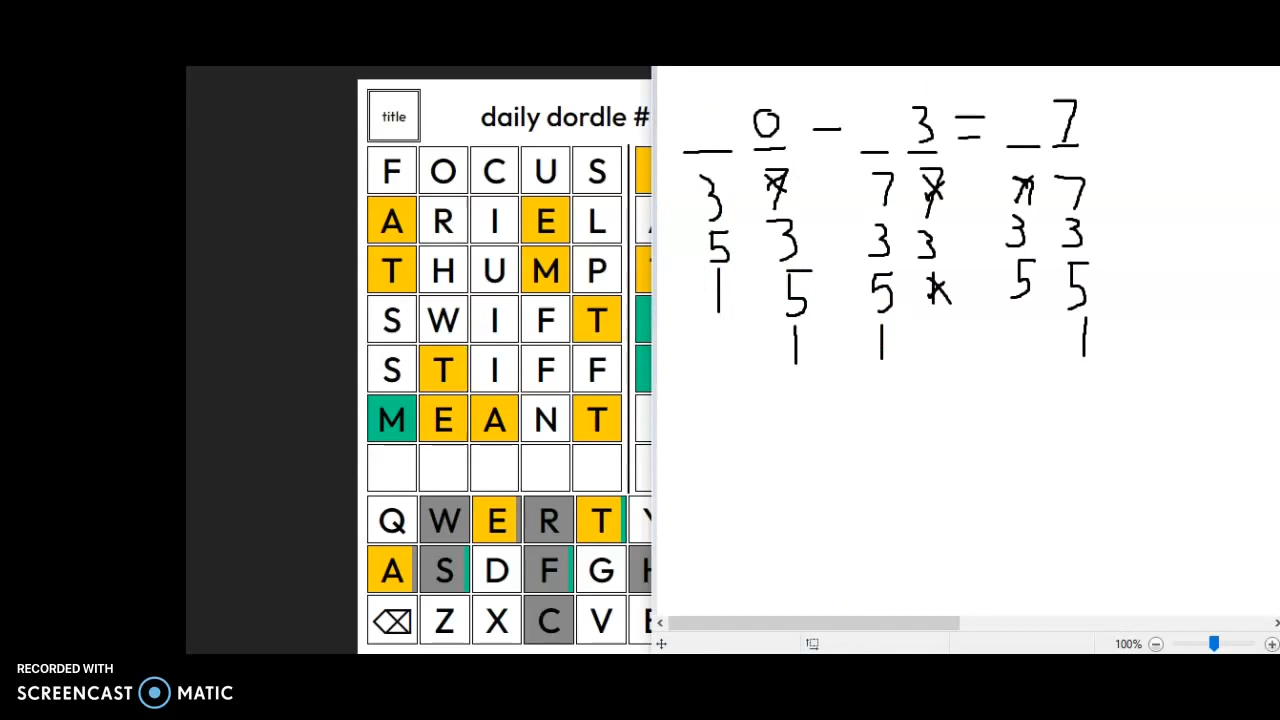 title daily dordle #
F O C U S
A R I E L
T H U M P
S W I F T
S T I F F
M E A N T
Q W E R T Y
A S D F G H
⌫ Z X C V
_ 0 - _ 3 = _ 7
3 7 7 7 7
5 3 3 3 3 3
1 5 5 5 5
1 1 1
100%
RECORDED WITH
SCREENCAST MATIC